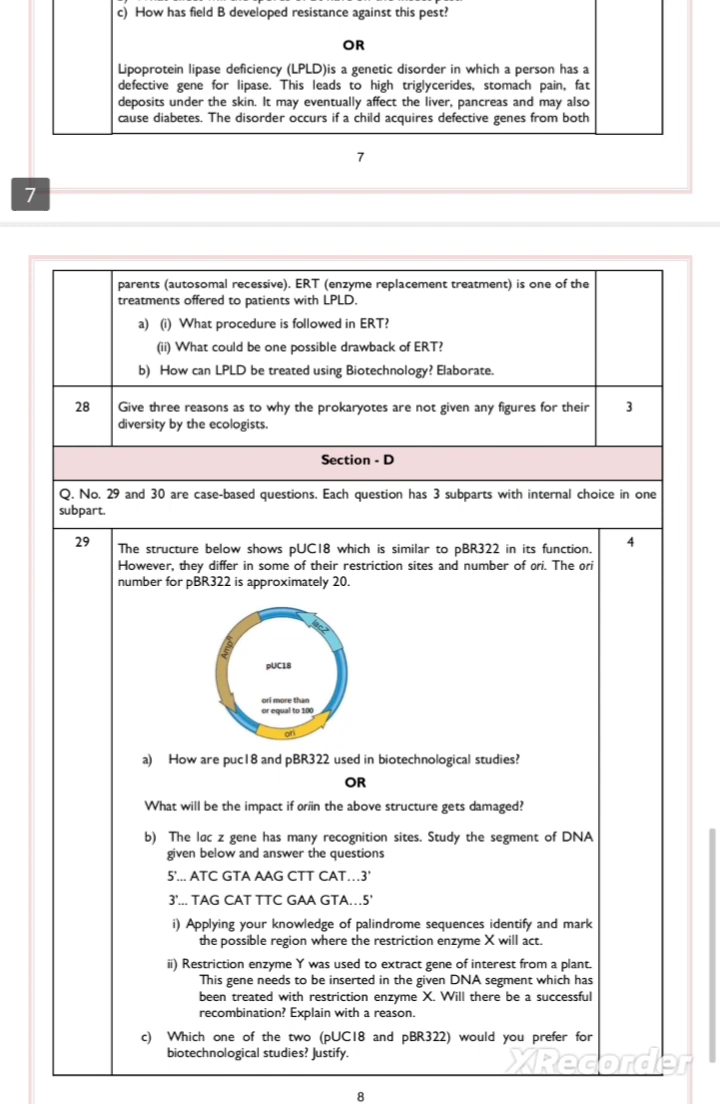 c) How has field B developed resistance against this pest?
OR
Lipoprotein lipase deficiency (LPLD)is a genetic disorder in which a person has a
defective gene for lipase. This leads to high triglycerides, stomach pain, fat
deposits under the skin. It may eventually affect the liver, pancreas and may also
cause diabetes. The disorder occurs if a child acquires defective genes from both
7
7
parents (autosomal recessive). ERT (enzyme replacement treatment) is one of the
treatments offered to patients with LPLD.
a) (i) What procedure is followed in ERT?
(ii) What could be one possible drawback of ERT?
b) How can LPLD be treated using Biotechnology? Elaborate.
28 Give three reasons as to why the prokaryotes are not given any figures for their 3
diversity by the ecologists.
Section - D
Q. No. 29 and 30 are case-based questions. Each question has 3 subparts with internal choice in one
subpart.
29 The structure below shows pUC18 which is similar to pBR322 in its function. 4
However, they differ in some of their restriction sites and number of ori. The ori
number for pBR322 is approximately 20.
lacZ
AmpR
pUC18
ori more than
or equal to 100
ori
a) How are puc18 and pBR322 used in biotechnological studies?
OR
What will be the impact if oriin the above structure gets damaged?
b) The lac z gene has many recognition sites. Study the segment of DNA
given below and answer the questions
5'... ATC GTA AAG CTT CAT...3'
3'... TAG CAT TTC GAA GTA...5'
i) Applying your knowledge of palindrome sequences identify and mark
the possible region where the restriction enzyme X will act.
ii) Restriction enzyme Y was used to extract gene of interest from a plant.
This gene needs to be inserted in the given DNA segment which has
been treated with restriction enzyme X. Will there be a successful
recombination? Explain with a reason.
c) Which one of the two (pUC18 and pBR322) would you prefer for
biotechnological studies? Justify.
XRecorder
8